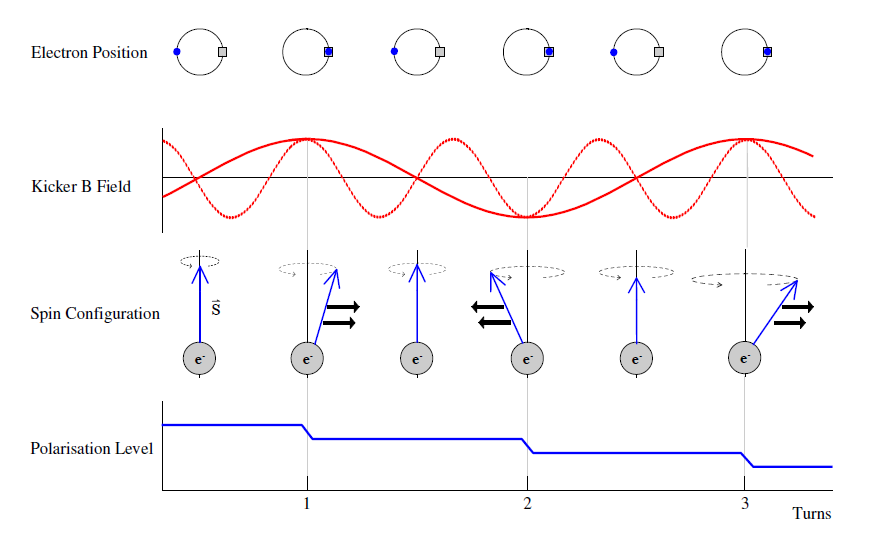 Electron Position
Kicker B Field
Spin Configuration
S⃗
e⁻ e⁻ e⁻ e⁻ e⁻ e⁻
Polarisation Level
1 2 3
Turns